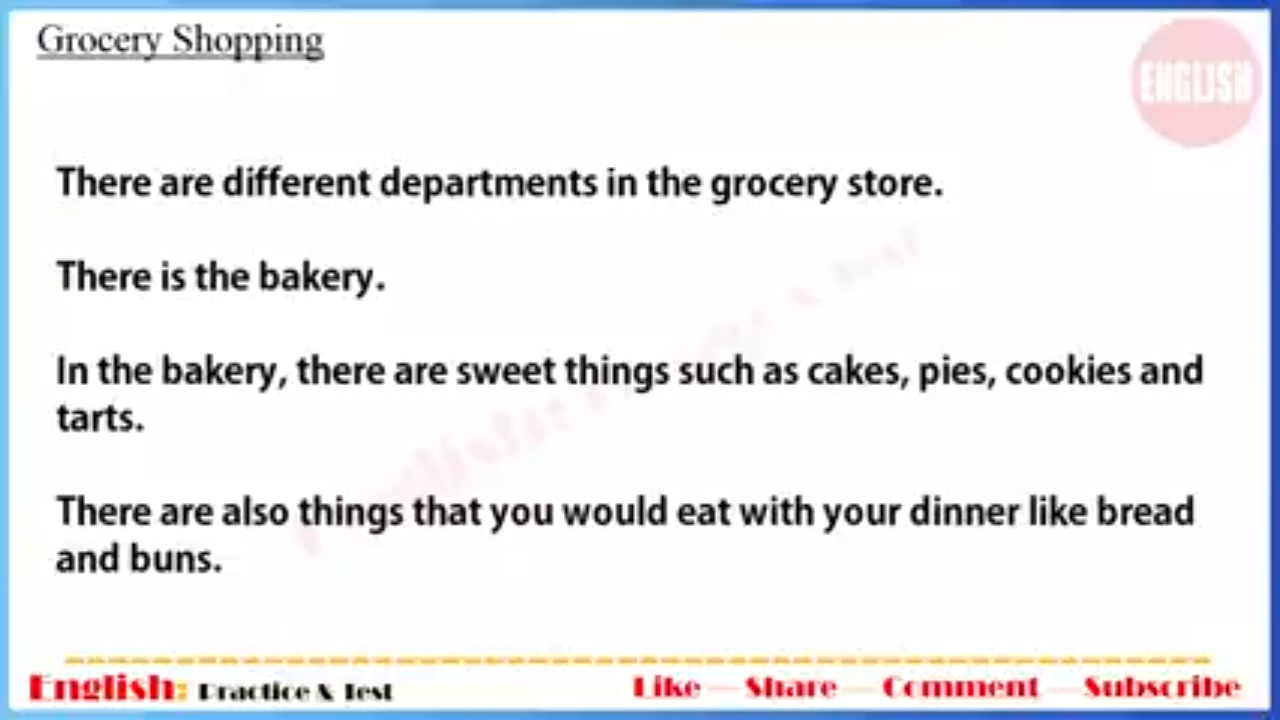 Grocery Shopping
ENGLISH
There are different departments in the grocery store.
There is the bakery.
In the bakery, there are sweet things such as cakes, pies, cookies and
tarts.
There are also things that you would eat with your dinner like bread
and buns.
English: Practice & Test
Like — Share — Comment — Subscribe